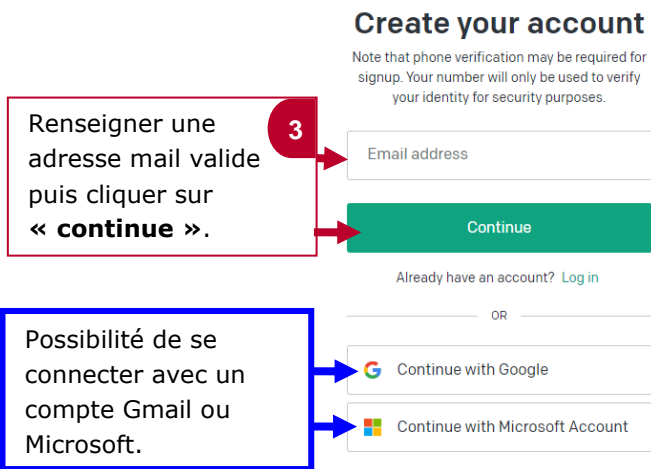 Create your account
Note that phone verification may be required for
signup. Your number will only be used to verify
your identity for security purposes.
Renseigner une
adresse mail valide
puis cliquer sur
« continue ».
3
Email address
Continue
Already have an account? Log in
OR
Possibilité de se
connecter avec un
compte Gmail ou
Microsoft.
Continue with Google
Continue with Microsoft Account